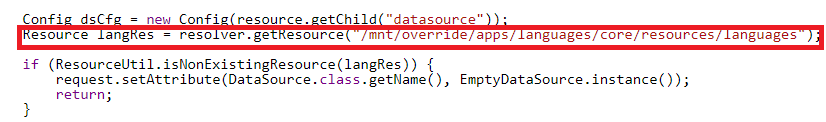 Config dsCfg = new Config(resource.getChild("datasource"));
Resource langRes = resolver.getResource("/mnt/override/apps/languages/core/resources/languages");
if (ResourceUtil.isNonExistingResource(langRes)) {
request.setAttribute(DataSource.class.getName(), EmptyDataSource.instance());
return;
}